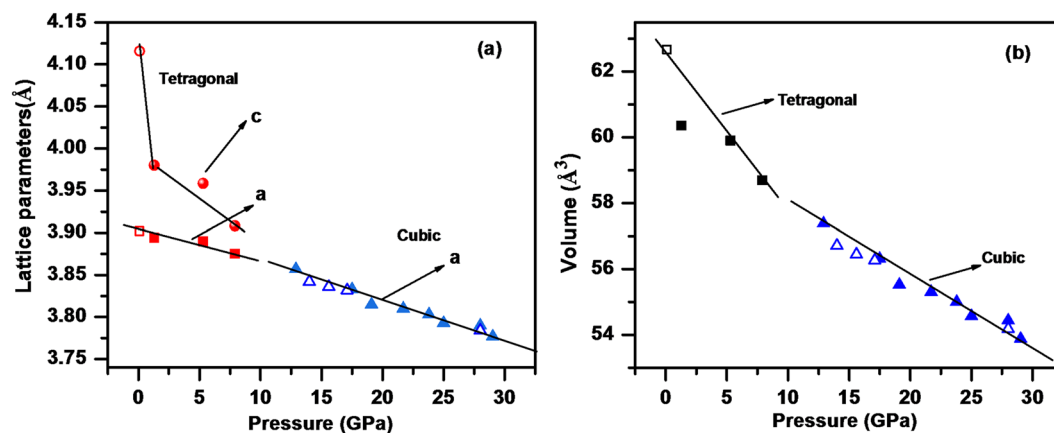 (a)
4.15
4.10
4.05
4.00
3.95
3.90
3.85
3.80
3.75
Lattice parameters(Å)
Tetragonal
c
a
Cubic
a
0 5 10 15 20 25 30
Pressure (GPa)
(b)
62
60
58
56
54
Volume (Å³)
Tetragonal
Cubic
0 5 10 15 20 25 30
Pressure (GPa)